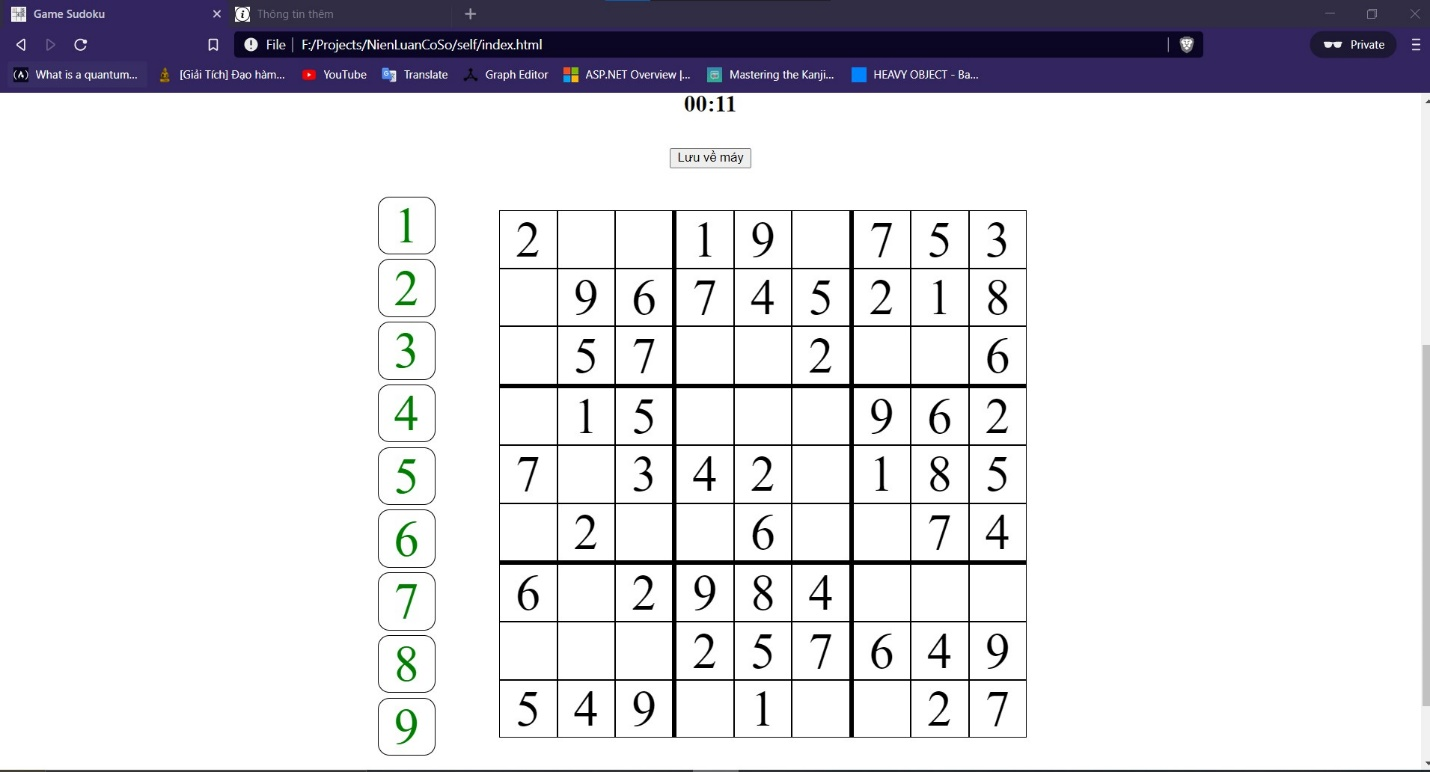 Game Sudoku
Thông tin thêm
File F:/Projects/NienLuanCoSo/self/index.html
Private
What is a quantum...
[Giải Tích] Đạo hàm...
YouTube
Translate
Graph Editor
ASP.NET Overview |...
Mastering the Kanji...
HEAVY OBJECT - Ba...
00:11
Lưu về máy
1
2
3
4
5
6
7
8
9
2 1 9 7 5 3
9 6 7 4 5 2 1 8
5 7 2 6
1 5 9 6 2
7 3 4 2 1 8 5
2 6 7 4
6 2 9 8 4
2 5 7 6 4 9
5 4 9 1 2 7